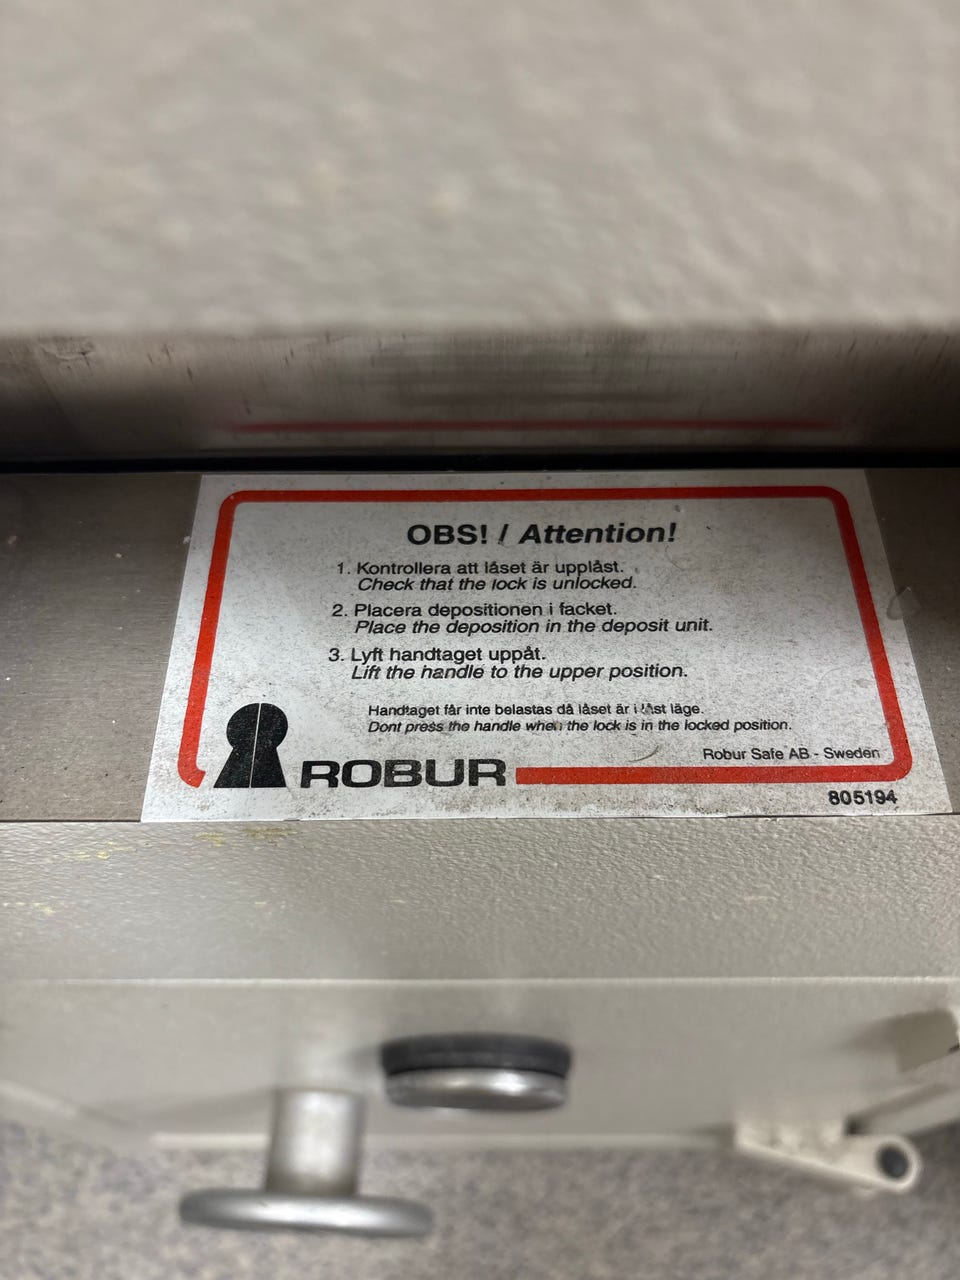 OBS! / Attention!
1. Kontrollera att låset är upplåst.
Check that the lock is unlocked.
2. Placera depositionen i facket.
Place the deposition in the deposit unit.
3. Lyft handtaget uppåt.
Lift the handle to the upper position.
Handtaget får inte belastas då låset är i låst läge.
Dont press the handle when the lock is in the locked position.
Robur Safe AB - Sweden
ROBUR
805194